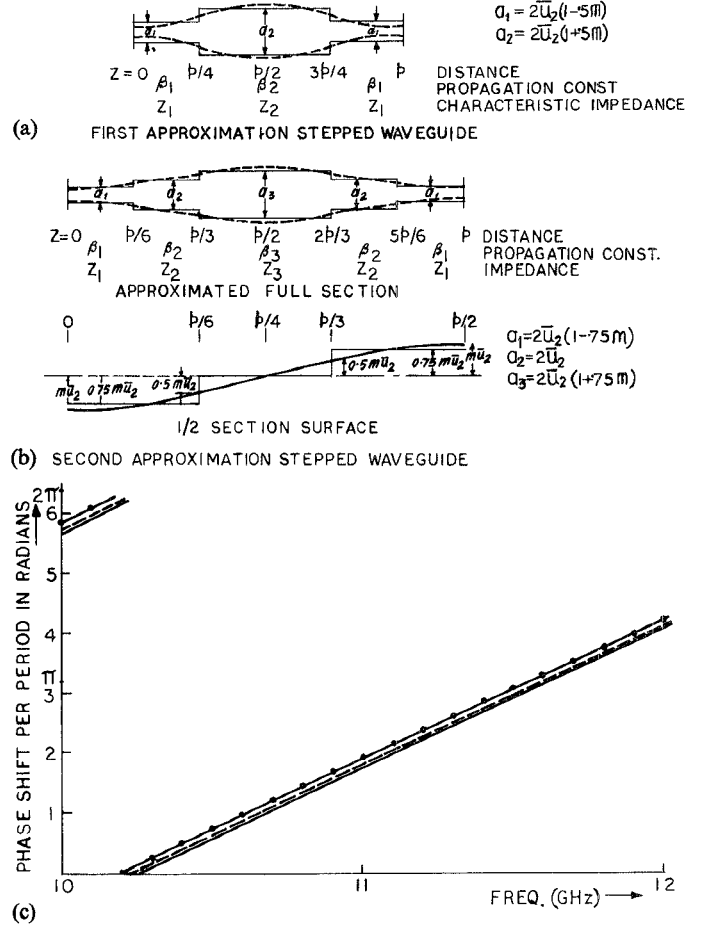 a₁ = 2ū₂(1-·5m)
a₂ = 2ū₂(1+·5m)
a₁ a₂ a₁
Z=0 p/4 p/2 3p/4 p DISTANCE
β₁ β₂ β₁ PROPAGATION CONST
Z₁ Z₂ Z₁ CHARACTERISTIC IMPEDANCE
(a) FIRST APPROXIMATION STEPPED WAVEGUIDE
a₁ a₂ a₃ a₂ a₁
Z=0 p/6 p/3 p/2 2p/3 5p/6 p DISTANCE
β₁ β₂ β₃ β₂ β₁ PROPAGATION CONST.
Z₁ Z₂ Z₃ Z₂ Z₁ IMPEDANCE
APPROXIMATED FULL SECTION
0 p/6 p/4 p/3 p/2
a₁=2ū₂(1-·75m)
a₂=2ū₂
a₃=2ū₂(1+·75m)
mū₂ 0·75mū₂ 0·5mū₂ 0·5mū₂ 0·75mū₂ mū₂
1/2 SECTION SURFACE
(b) SECOND APPROXIMATION STEPPED WAVEGUIDE
PHASE SHIFT PER PERIOD IN RADIANS
2π
6
5
4
π
3
2
1
10 11 12
FREQ. (GHz)
(c)